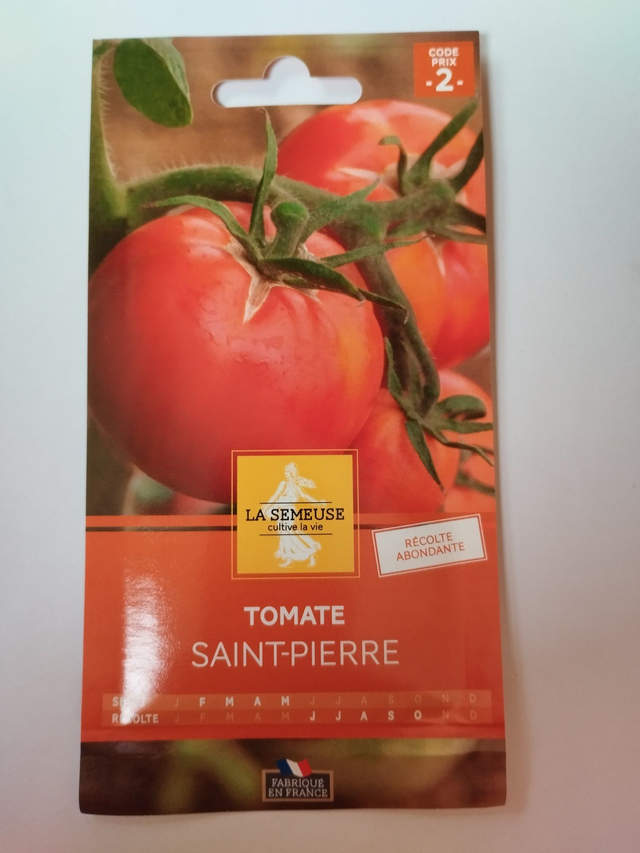 CODE
PRIX
-2-
LA SEMEUSE
cultive la vie
RÉCOLTE
ABONDANTE
TOMATE
SAINT-PIERRE
J F M A M J J A S O N D
RÉCOLTE J F M A M J J A S O N D
FABRIQUÉ
EN FRANCE